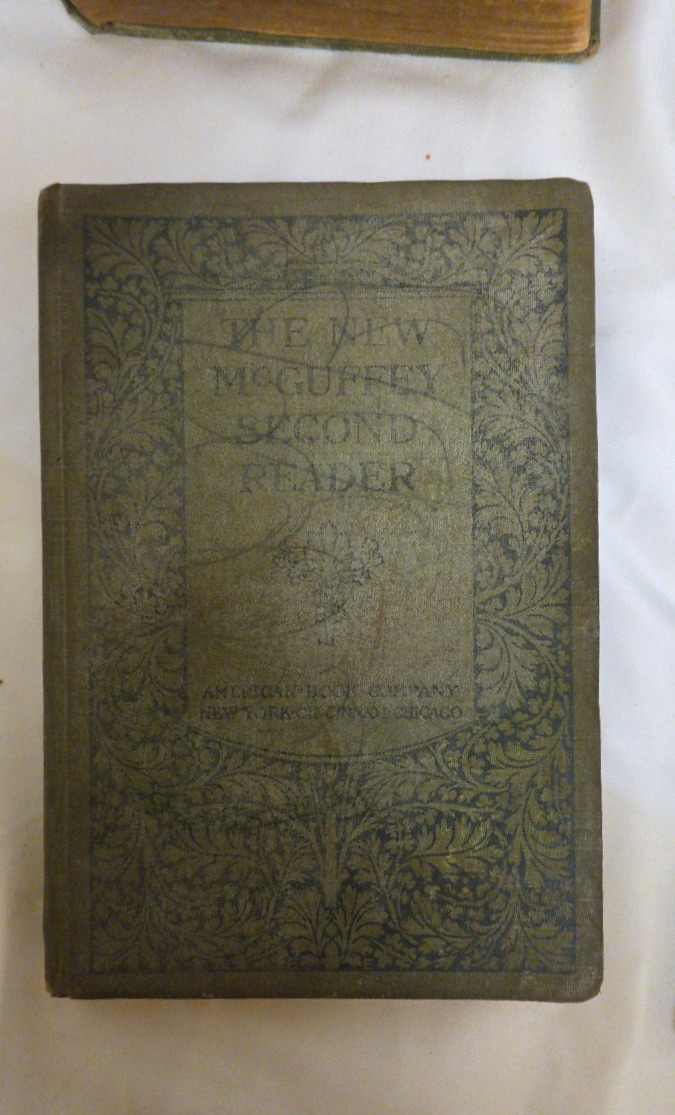 THE NEW
McGUFFEY
SECOND
READER
AMERICAN·BOOK·COMPANY
NEW YORK·CINCINNATI·CHICAGO